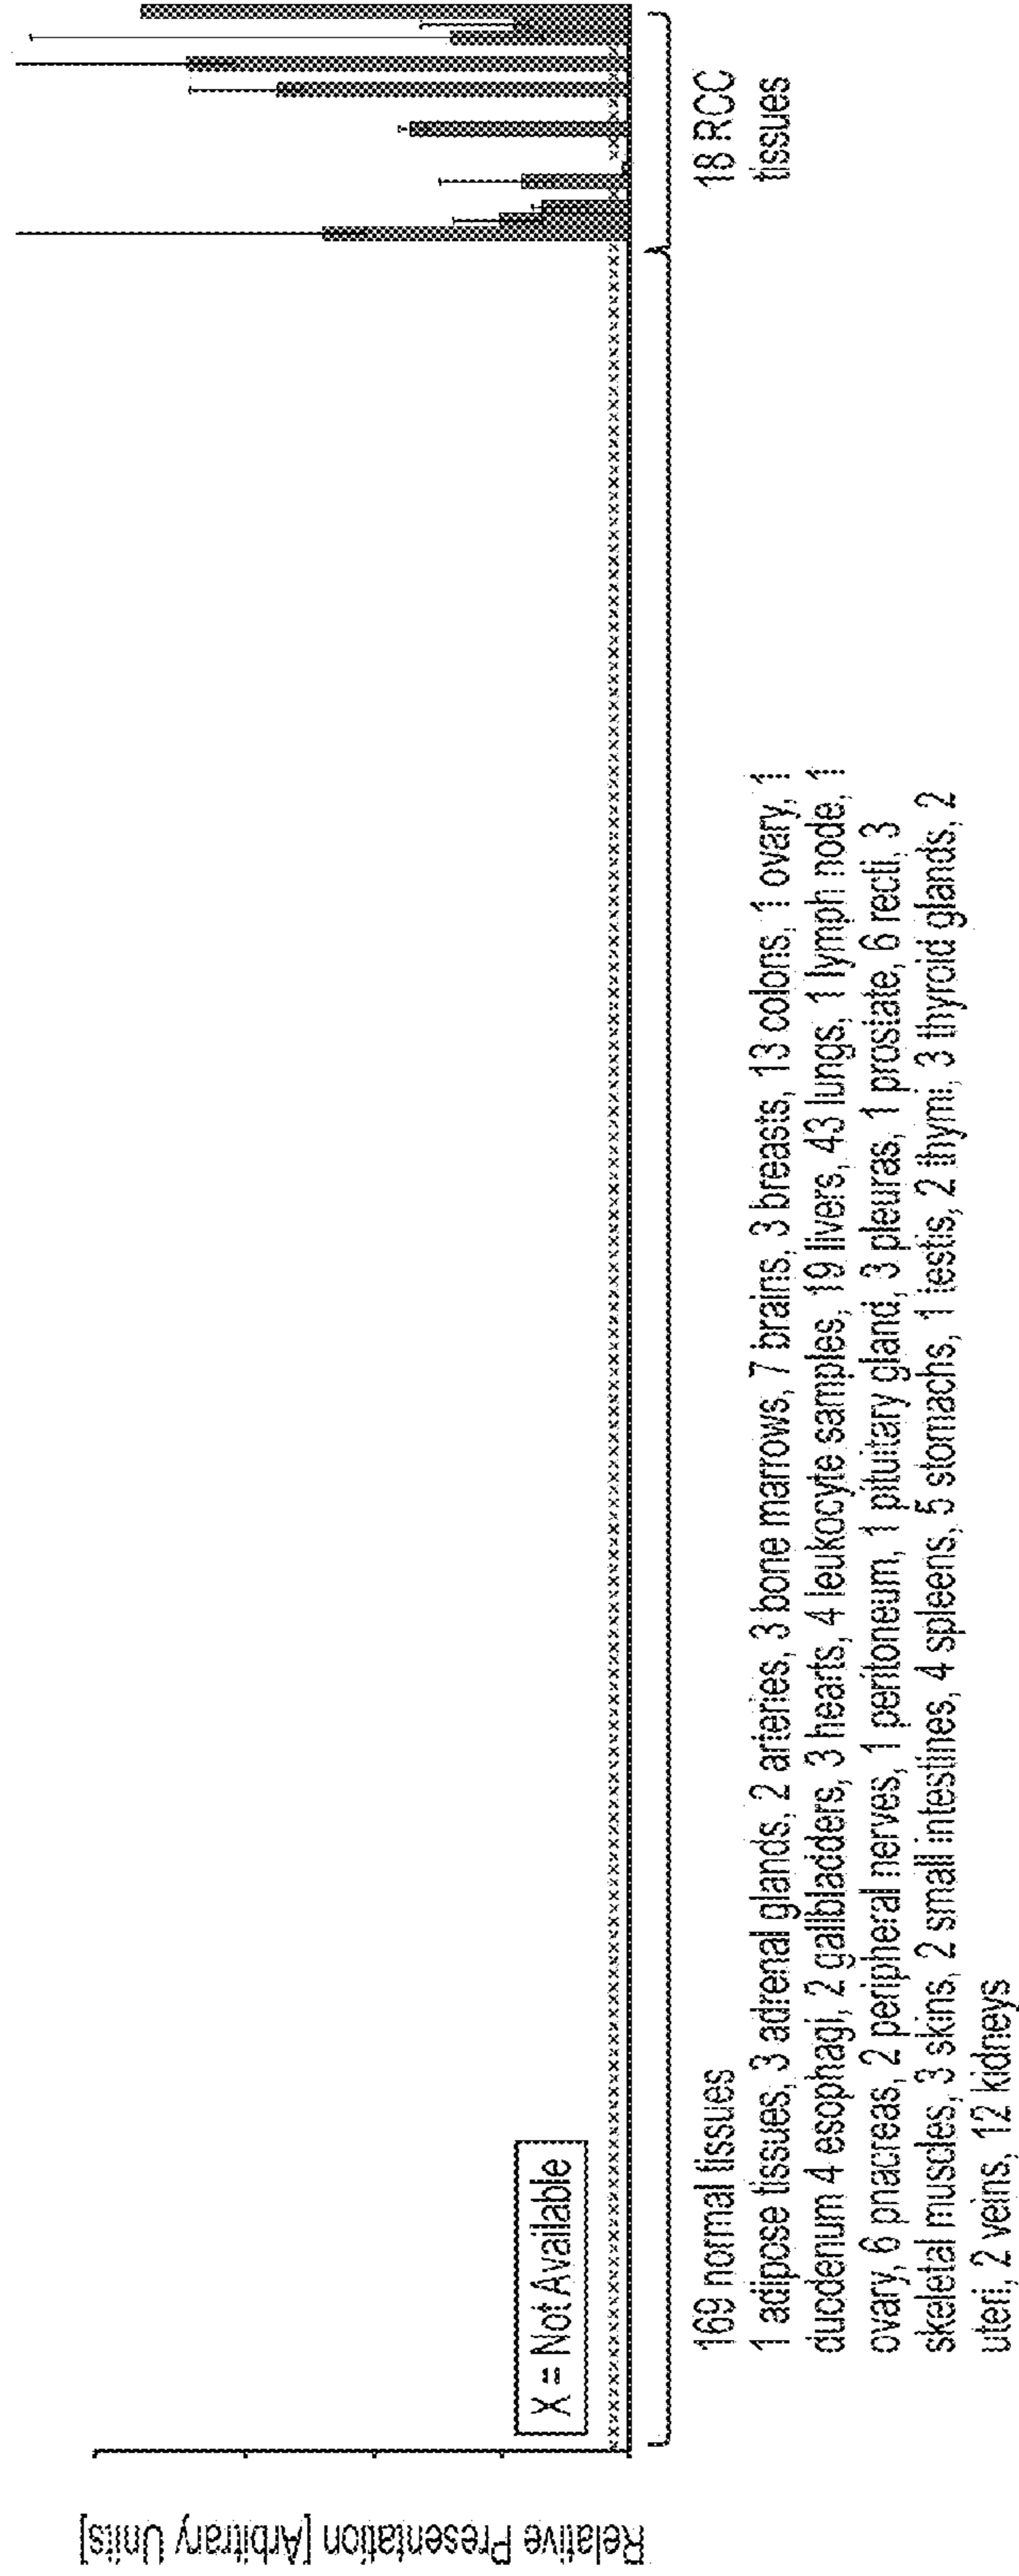 Relative Presentation [Arbitrary Units]
X = Not Available
169 normal tissues
1 adipose tissues, 3 adrenal glands, 2 arteries, 3 bone marrows, 7 brains, 3 breasts, 13 colons, 1 ovary, 1
duodenum 4 esophagi, 2 gallbladders, 3 hearts, 4 leukocyte samples, 19 livers, 43 lungs, 1 lymph node, 1
ovary, 6 pnacreas, 2 peripheral nerves, 1 peritoneum, 1 pituitary gland, 3 pleuras, 1 prostate, 6 recti, 3
skeletal muscles, 3 skins, 2 small intestines, 4 spleens, 5 stomachs, 1 testis, 2 thymi, 3 thyroid glands, 2
uteri, 2 veins, 12 kidneys
18 RCC
tissues